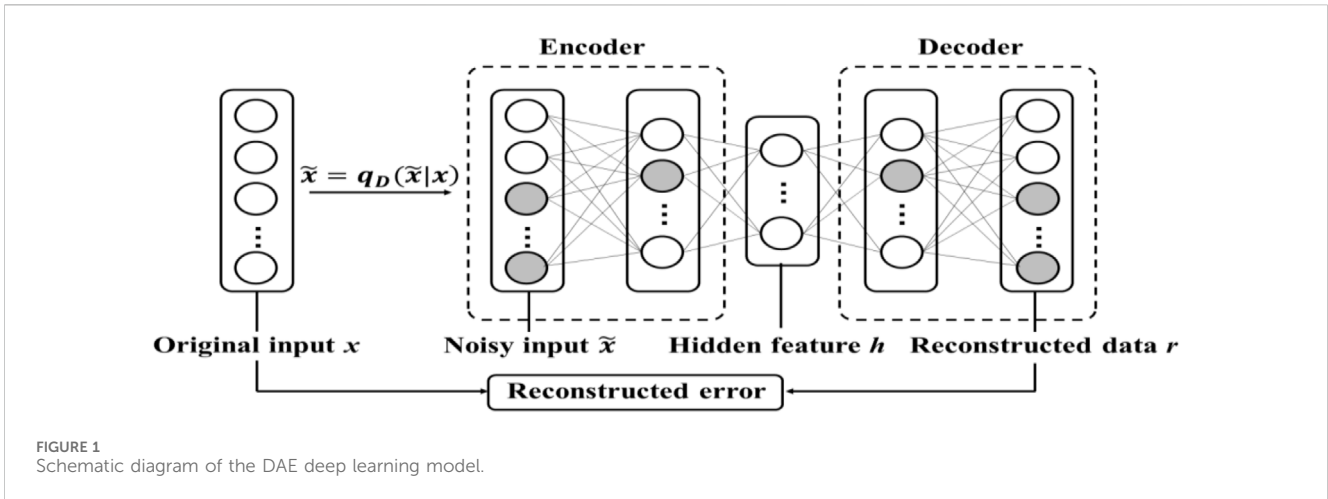 Encoder
Decoder
x̃ = q_D(x̃|x)
Original input x
Noisy input x̃
Hidden feature h
Reconstructed data r
Reconstructed error
FIGURE 1
Schematic diagram of the DAE deep learning model.